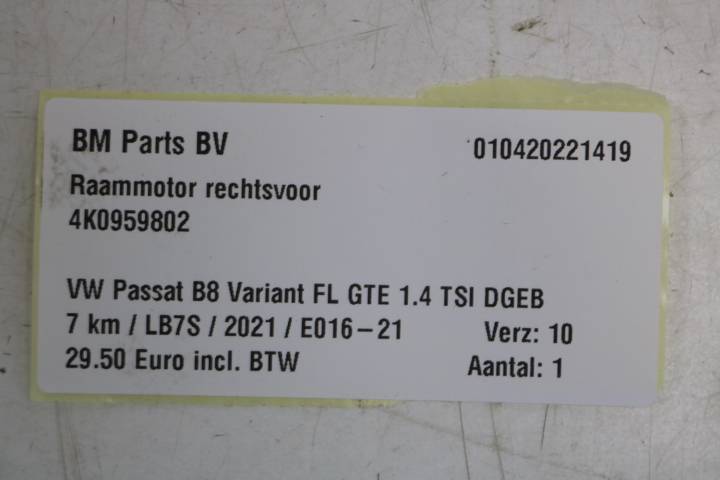 BM Parts BV 010420221419
Raammotor rechtsvoor
4K0959802
VW Passat B8 Variant FL GTE 1.4 TSI DGEB
7 km / LB7S / 2021 / E016-21 Verz: 10
29.50 Euro incl. BTW Aantal: 1